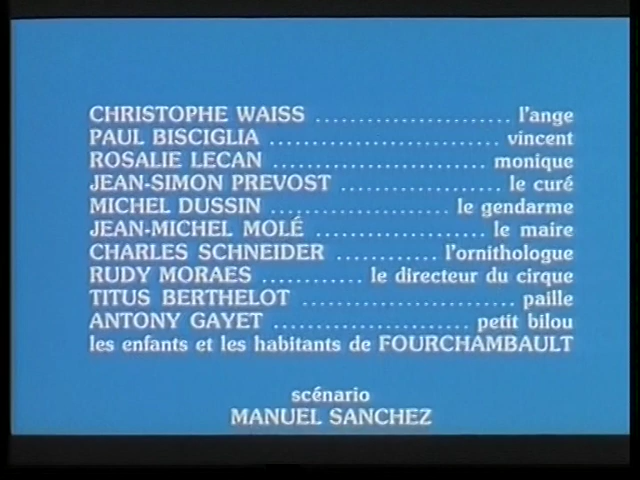 CHRISTOPHE WAISS ....................... l'ange
PAUL BISCIGLIA ........................... vincent
ROSALIE LECAN ......................... monique
JEAN-SIMON PREVOST .................. le curé
MICHEL DUSSIN ..................... le gendarme
JEAN-MICHEL MOLÉ ................... le maire
CHARLES SCHNEIDER ............ l'ornithologue
RUDY MORAES ............ le directeur du cirque
TITUS BERTHELOT ......................... paille
ANTONY GAYET ....................... petit bilou
les enfants et les habitants de FOURCHAMBAULT
scénario
MANUEL SANCHEZ